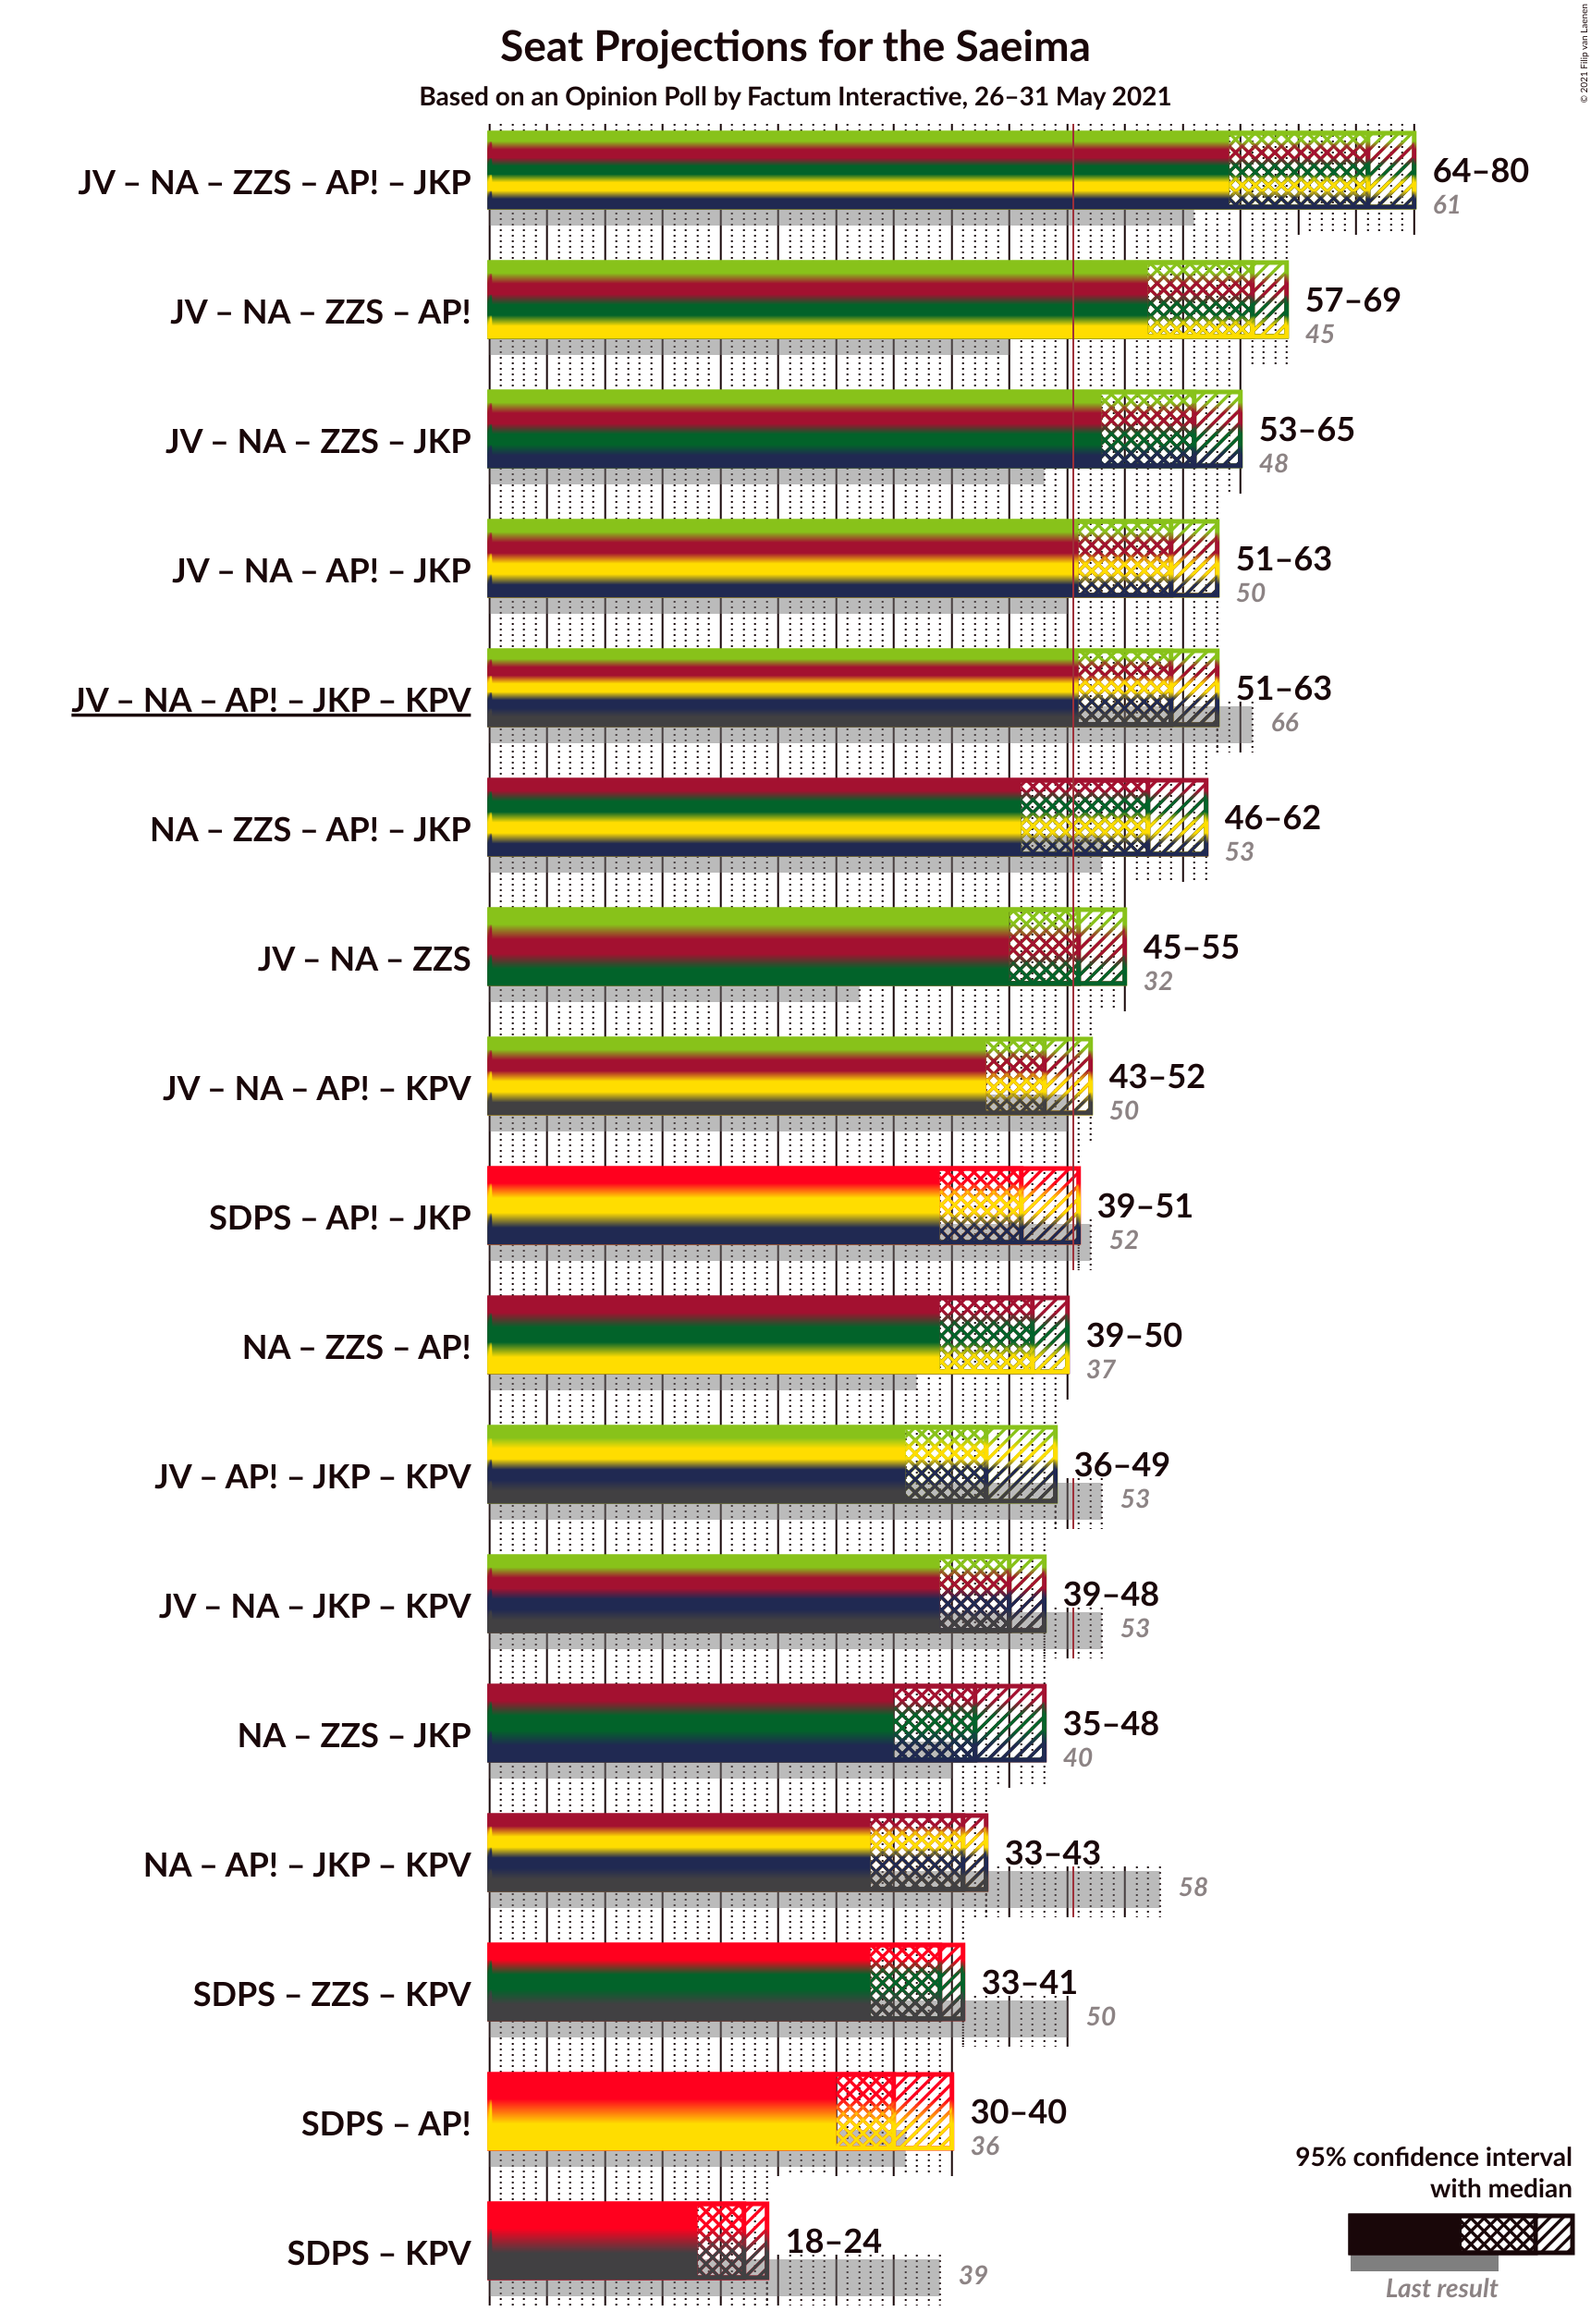 Seat Projections for the Saeima
Based on an Opinion Poll by Factum Interactive, 26–31 May 2021
© 2021 Filip van Laenen
JV – NA – ZZS – AP! – JKP
64–80
61
JV – NA – ZZS – AP!
57–69
45
JV – NA – ZZS – JKP
53–65
48
JV – NA – AP! – JKP
51–63
50
JV – NA – AP! – JKP – KPV
51–63
66
NA – ZZS – AP! – JKP
46–62
53
JV – NA – ZZS
45–55
32
JV – NA – AP! – KPV
43–52
50
SDPS – AP! – JKP
39–51
52
NA – ZZS – AP!
39–50
37
JV – AP! – JKP – KPV
36–49
53
JV – NA – JKP – KPV
39–48
53
NA – ZZS – JKP
35–48
40
NA – AP! – JKP – KPV
33–43
58
SDPS – ZZS – KPV
33–41
50
SDPS – AP!
30–40
36
SDPS – KPV
18–24
39
95% confidence interval
with median
Last result